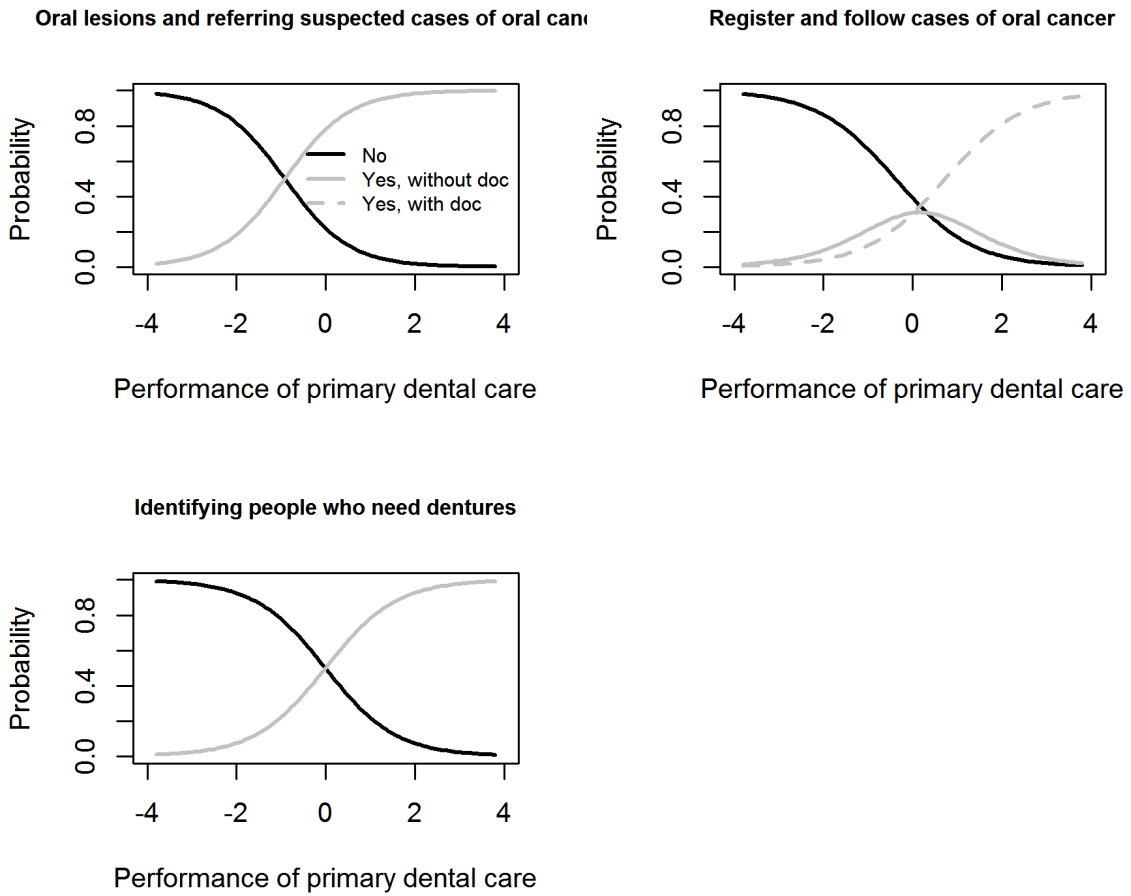 Oral lesions and referring suspected cases of oral can
Probability
0.0
0.4
0.8
No
Yes, without doc
Yes, with doc
-4
-2
0
2
4
Performance of primary dental care
Register and follow cases of oral cancer
Probability
0.0
0.4
0.8
-4
-2
0
2
4
Performance of primary dental care
Identifying people who need dentures
Probability
0.0
0.4
0.8
-4
-2
0
2
4
Performance of primary dental care